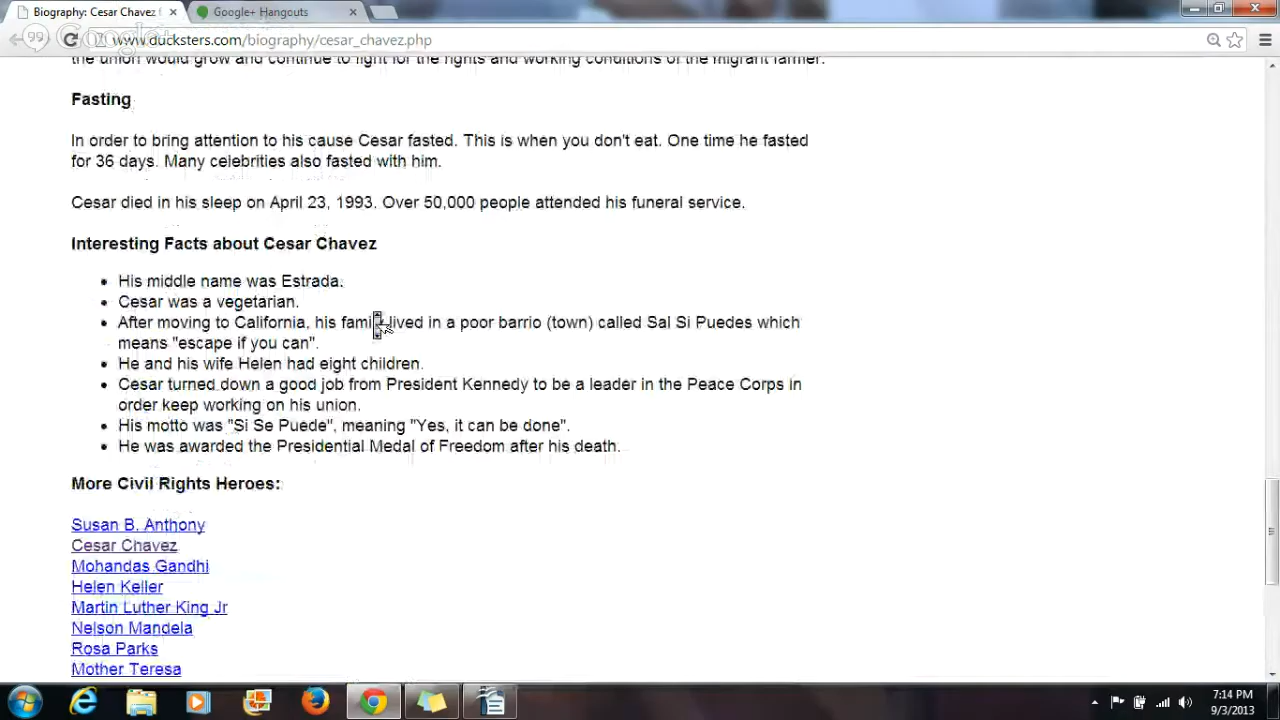 Biography: Cesar Chavez f
Google+ Hangouts
Google+
www.ducksters.com/biography/cesar_chavez.php
the union would grow and continue to fight for the rights and working conditions of the migrant farmer.
Fasting
In order to bring attention to his cause Cesar fasted. This is when you don't eat. One time he fasted
for 36 days. Many celebrities also fasted with him.
Cesar died in his sleep on April 23, 1993. Over 50,000 people attended his funeral service.
Interesting Facts about Cesar Chavez
His middle name was Estrada.
Cesar was a vegetarian.
After moving to California, his family lived in a poor barrio (town) called Sal Si Puedes which
means "escape if you can".
He and his wife Helen had eight children.
Cesar turned down a good job from President Kennedy to be a leader in the Peace Corps in
order keep working on his union.
His motto was "Si Se Puede", meaning "Yes, it can be done".
He was awarded the Presidential Medal of Freedom after his death.
More Civil Rights Heroes:
Susan B. Anthony
Cesar Chavez
Mohandas Gandhi
Helen Keller
Martin Luther King Jr
Nelson Mandela
Rosa Parks
Mother Teresa
7:14 PM
9/3/2013